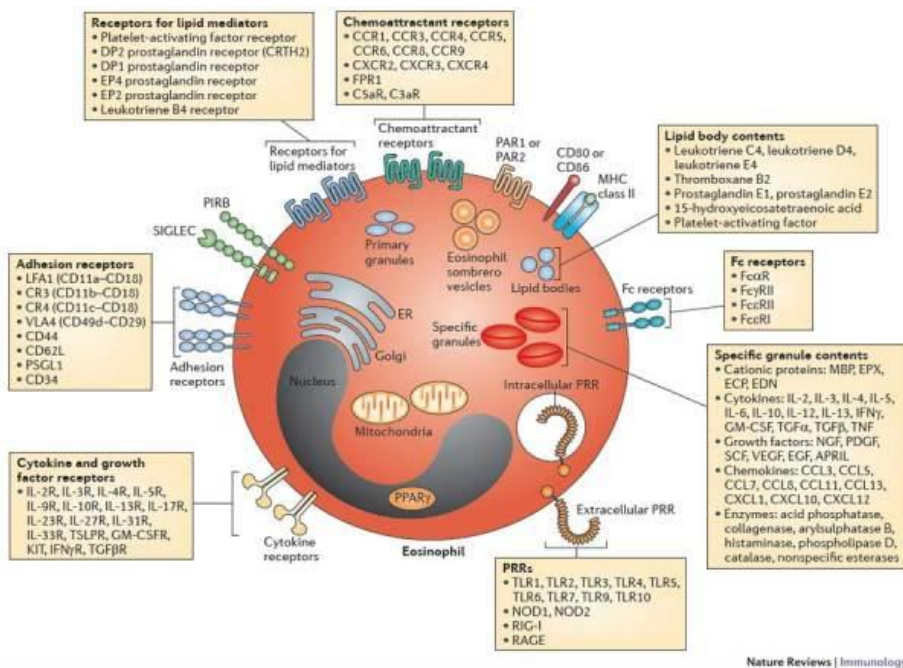 Receptors for lipid mediators
• Platelet-activating factor receptor
• DP2 prostaglandin receptor (CRTH2)
• DP1 prostaglandin receptor
• EP4 prostaglandin receptor
• EP2 prostaglandin receptor
• Leukotriene B4 receptor
Chemoattractant receptors
• CCR1, CCR3, CCR4, CCR5,
CCR6, CCR8, CCR9
• CXCR2, CXCR3, CXCR4
• FPR1
• C5aR, C3aR
Receptors for
lipid mediators
Chemoattractant
receptors
PAR1 or
PAR2
CD80 or
CD86
MHC
class II
Lipid body contents
• Leukotriene C4, leukotriene D4,
leukotriene E4
• Thromboxane B2
• Prostaglandin E1, prostaglandin E2
• 15-hydroxyeicosatetraenoic acid
• Platelet-activating factor
PIRB
SIGLEC
Primary
granules
Eosinophil
sombrero
vesicles
Lipid bodies
Adhesion receptors
• LFA1 (CD11a–CD18)
• CR3 (CD11b–CD18)
• CR4 (CD11c–CD18)
• VLA4 (CD49d–CD29)
• CD44
• CD62L
• PSGL1
• CD34
Adhesion
receptors
ER
Golgi
Nucleus
Mitochondria
PPARγ
Specific
granules
Intracellular PRR
Fc receptors
Fc receptors
• FcαR
• FcγRII
• FcεRII
• FcεRI
Specific granule contents
• Cationic proteins: MBP, EPX,
ECP, EDN
• Cytokines: IL-2, IL-3, IL-4, IL-5,
IL-6, IL-10, IL-12, IL-13, IFNγ,
GM-CSF, TGFα, TGFβ, TNF
• Growth factors: NGF, PDGF,
SCF, VEGF, EGF, APRIL
• Chemokines: CCL3, CCL5,
CCL7, CCL8, CCL11, CCL13,
CXCL1, CXCL10, CXCL12
• Enzymes: acid phosphatase,
collagenase, arylsulphatase B,
histaminase, phospholipase D,
catalase, nonspecific esterases
Cytokine and growth
factor receptors
• IL-2R, IL-3R, IL-4R, IL-5R,
IL-9R, IL-10R, IL-13R, IL-17R,
IL-23R, IL-27R, IL-31R,
IL-33R, TSLPR, GM-CSFR,
KIT, IFNγR, TGFβR
Cytokine
receptors
Eosinophil
Extracellular PRR
PRRs
• TLR1, TLR2, TLR3, TLR4, TLR5,
TLR6, TLR7, TLR9, TLR10
• NOD1, NOD2
• RIG-I
• RAGE
Nature Reviews | Immunology